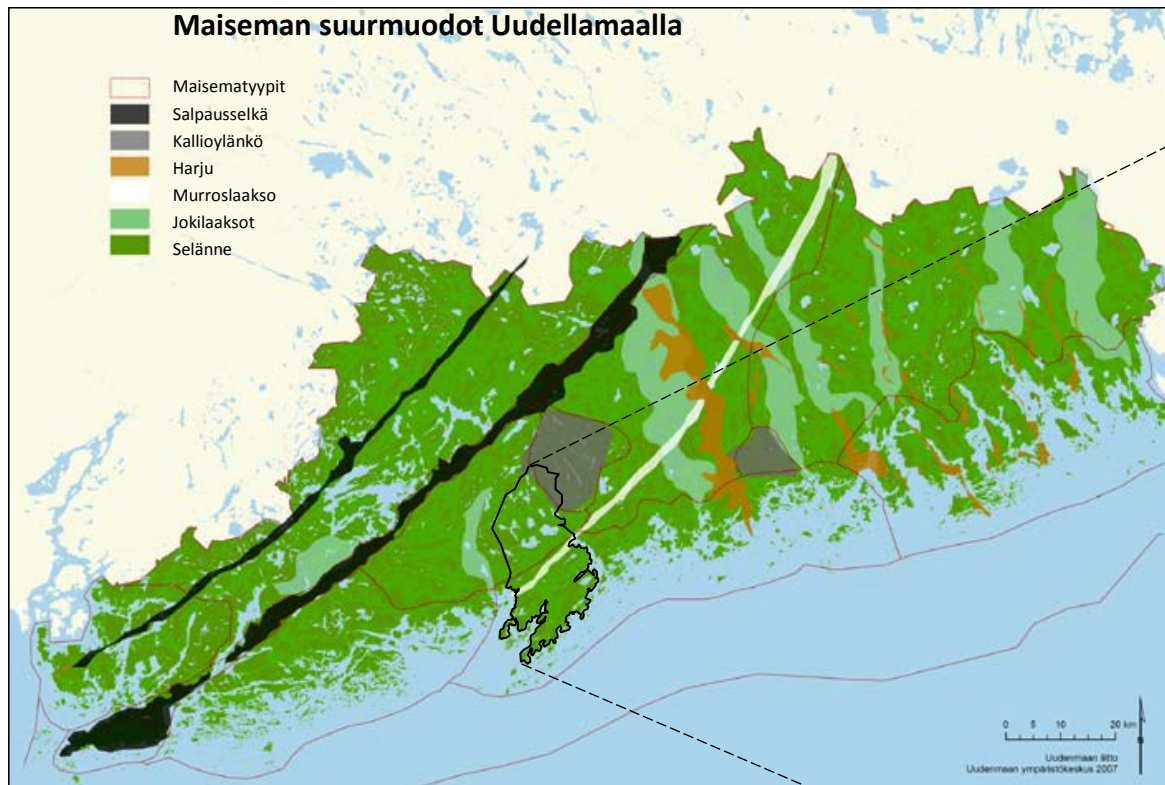 Maiseman suurmuodot Uudellamaalla
Maisematyypit
Salpausselkä
Kallioylänkö
Harju
Murroslaakso
Jokilaaksot
Selänne
0 5 10 20 km
N
Uudenmaan liitto
Uudenmaan ympäristökeskus 2007